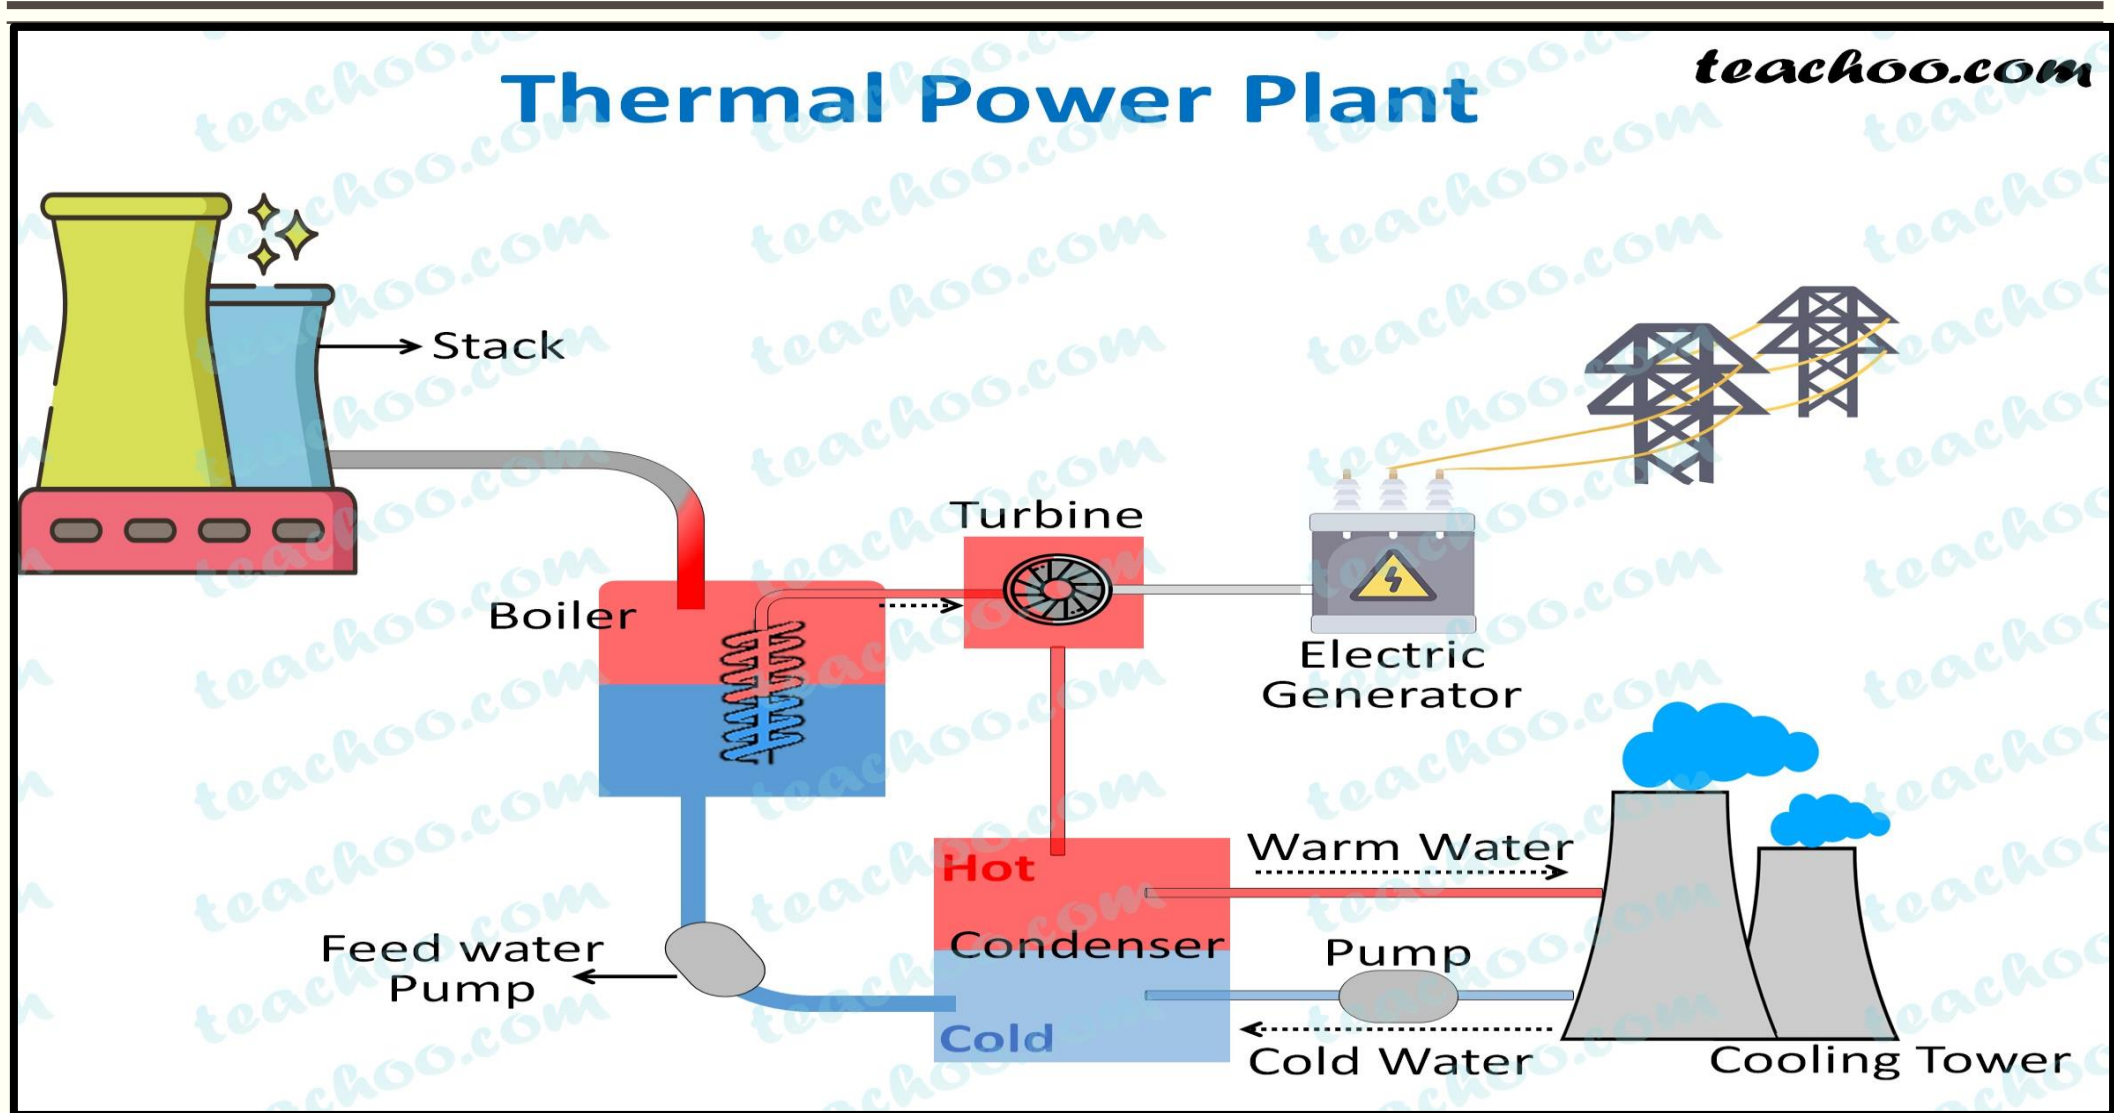 teachoo.com
Thermal Power Plant
Stack
Turbine
Boiler
Electric
Generator
Hot
Warm Water
Condenser
Feed water
Pump
Pump
Cold
Cold Water
Cooling Tower